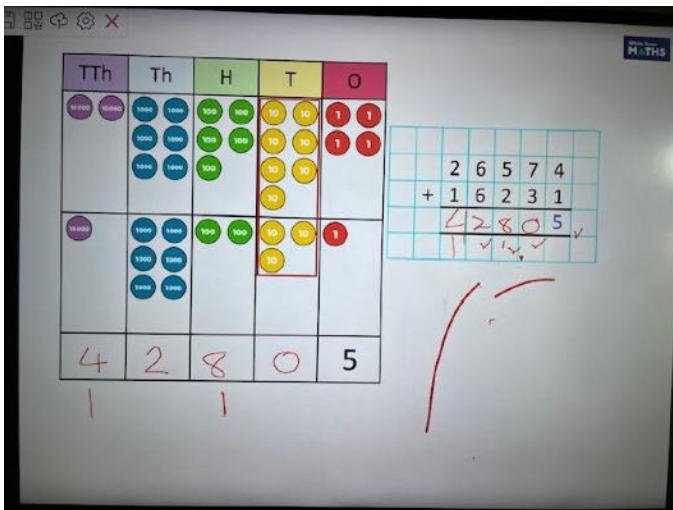 White Rose
MATHS
TTh Th H T O
10000 10000 1000 1000 100 100 10 10 1 1
1000 1000 100 100 10 10 1 1
1000 1000 100 10 10
10
10000 1000 1000 100 100 10 10 1
1000 1000 10
1000 1000
4 2 8 0 5
1 1
2 6 5 7 4
+ 1 6 2 3 1
4 2 8 0 5
1 1